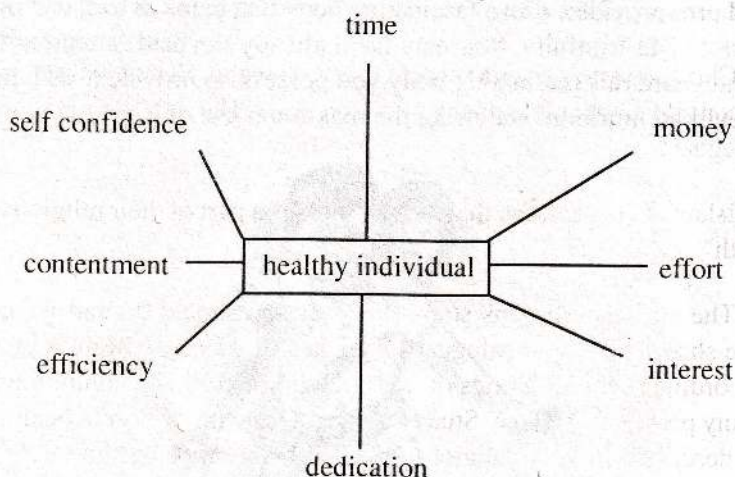 time
self confidence
money
contentment
healthy individual
effort
efficiency
interest
dedication